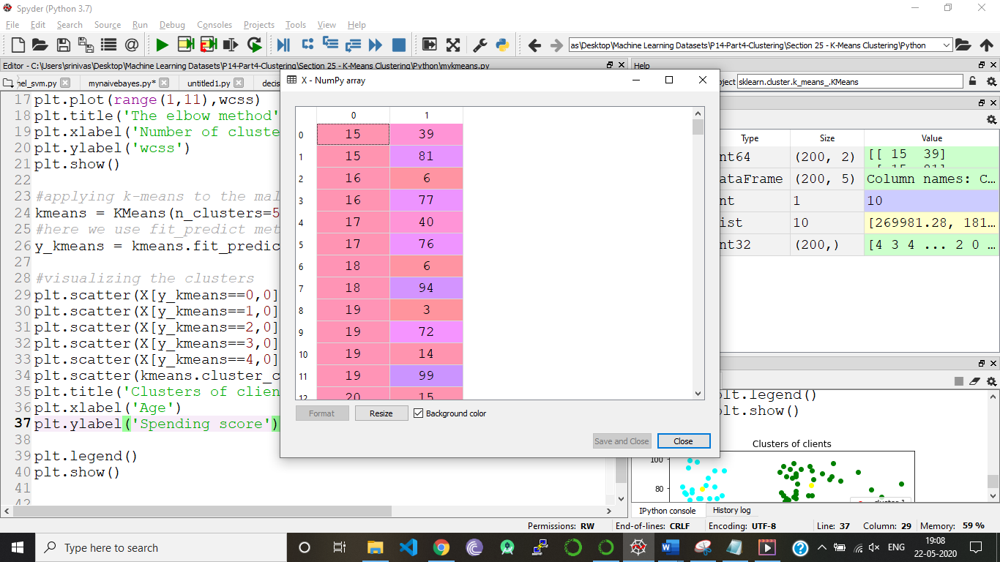 Spyder (Python 3.7)
File Edit Search Source Run Debug Consoles Projects Tools View Help
as\Desktop\Machine Learning Datasets\P14-Part4-Clustering\Section 25 - K-Means Clustering\Python
Editor - C:\Users\srinivas\Desktop\Machine Learning Datasets\P14-Part4-Clustering\Section 25 - K-Means Clustering\Python\mykmeans.py
nel_svm.py mynaivebayes.py* untitled1.py decis
17 plt.plot(range(1,11),wcss)
18 plt.title('The elbow method'
19 plt.xlabel('Number of cluste
20 plt.ylabel('wcss')
21 plt.show()
22
23 #applying k-means to the mal
24 kmeans = KMeans(n_clusters=5
25 #here we use fit_predict met
26 y_kmeans = kmeans.fit_predic
27
28 #visualizing the clusters
29 plt.scatter(X[y_kmeans==0,0]
30 plt.scatter(X[y_kmeans==1,0]
31 plt.scatter(X[y_kmeans==2,0]
32 plt.scatter(X[y_kmeans==3,0]
33 plt.scatter(X[y_kmeans==4,0]
34 plt.scatter(kmeans.cluster_c
35 plt.title('Clusters of clien
36 plt.xlabel('Age')
37 plt.ylabel('Spending score')
38
39 plt.legend()
40 plt.show()
41
42
X - NumPy array
0 1
0 15 39
1 15 81
2 16 6
3 16 77
4 17 40
5 17 76
6 18 6
7 18 94
8 19 3
9 19 72
10 19 14
11 19 99
12 20 15
Format Resize Background color
Save and Close Close
Help
oject sklearn.cluster.k_means_.KMeans
Type Size Value
nt64 (200, 2) [[ 15 39]
[ 15 81]
ataFrame (200, 5) Column names: C…
nt 1 10
ist 10 [269981.28, 181…
nt32 (200,) [4 3 4 ... 2 0 …
plt.legend()
plt.show()
Clusters of clients
100
80
cluster 1
IPython console History log
Permissions: RW End-of-lines: CRLF Encoding: UTF-8 Line: 37 Column: 29 Memory: 59 %
Type here to search
ENG
19:08
22-05-2020